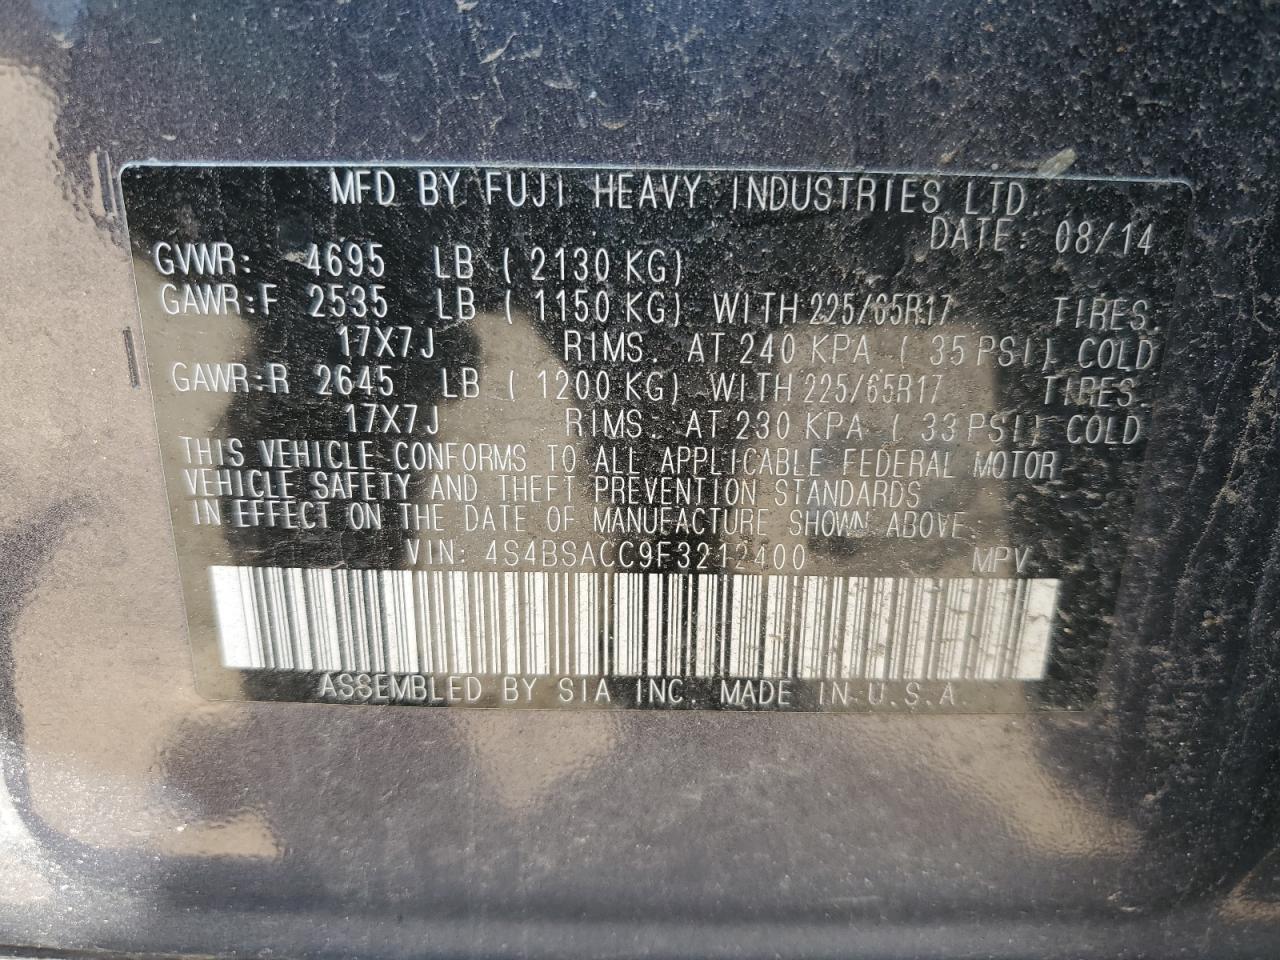 MFD BY FUJI HEAVY INDUSTRIES LTD.
DATE: 08/14
GVWR: 4695 LB ( 2130 KG)
GAWR:F 2535 LB ( 1150 KG) WITH 225/65R17 TIRES.
17X7J RIMS. AT 240 KPA ( 35 PSI) COLD
GAWR:R 2645 LB ( 1200 KG) WITH 225/65R17 TIRES.
17X7J RIMS. AT 230 KPA ( 33 PSI) COLD
THIS VEHICLE CONFORMS TO ALL APPLICABLE FEDERAL MOTOR
VEHICLE SAFETY AND THEFT PREVENTION STANDARDS
IN EFFECT ON THE DATE OF MANUFACTURE SHOWN ABOVE.
VIN: 4S4BSACC9F3212400 MPV
ASSEMBLED BY SIA INC. MADE IN U.S.A.